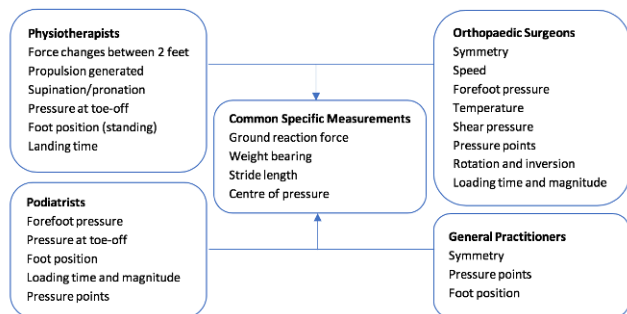 Physiotherapists
Force changes between 2 feet
Propulsion generated
Supination/pronation
Pressure at toe-off
Foot position (standing)
Landing time
Common Specific Measurements
Ground reaction force
Weight bearing
Stride length
Centre of pressure
Orthopaedic Surgeons
Symmetry
Speed
Forefoot pressure
Temperature
Shear pressure
Pressure points
Rotation and inversion
Loading time and magnitude
Podiatrists
Forefoot pressure
Pressure at toe-off
Foot position
Loading time and magnitude
Pressure points
General Practitioners
Symmetry
Pressure points
Foot position